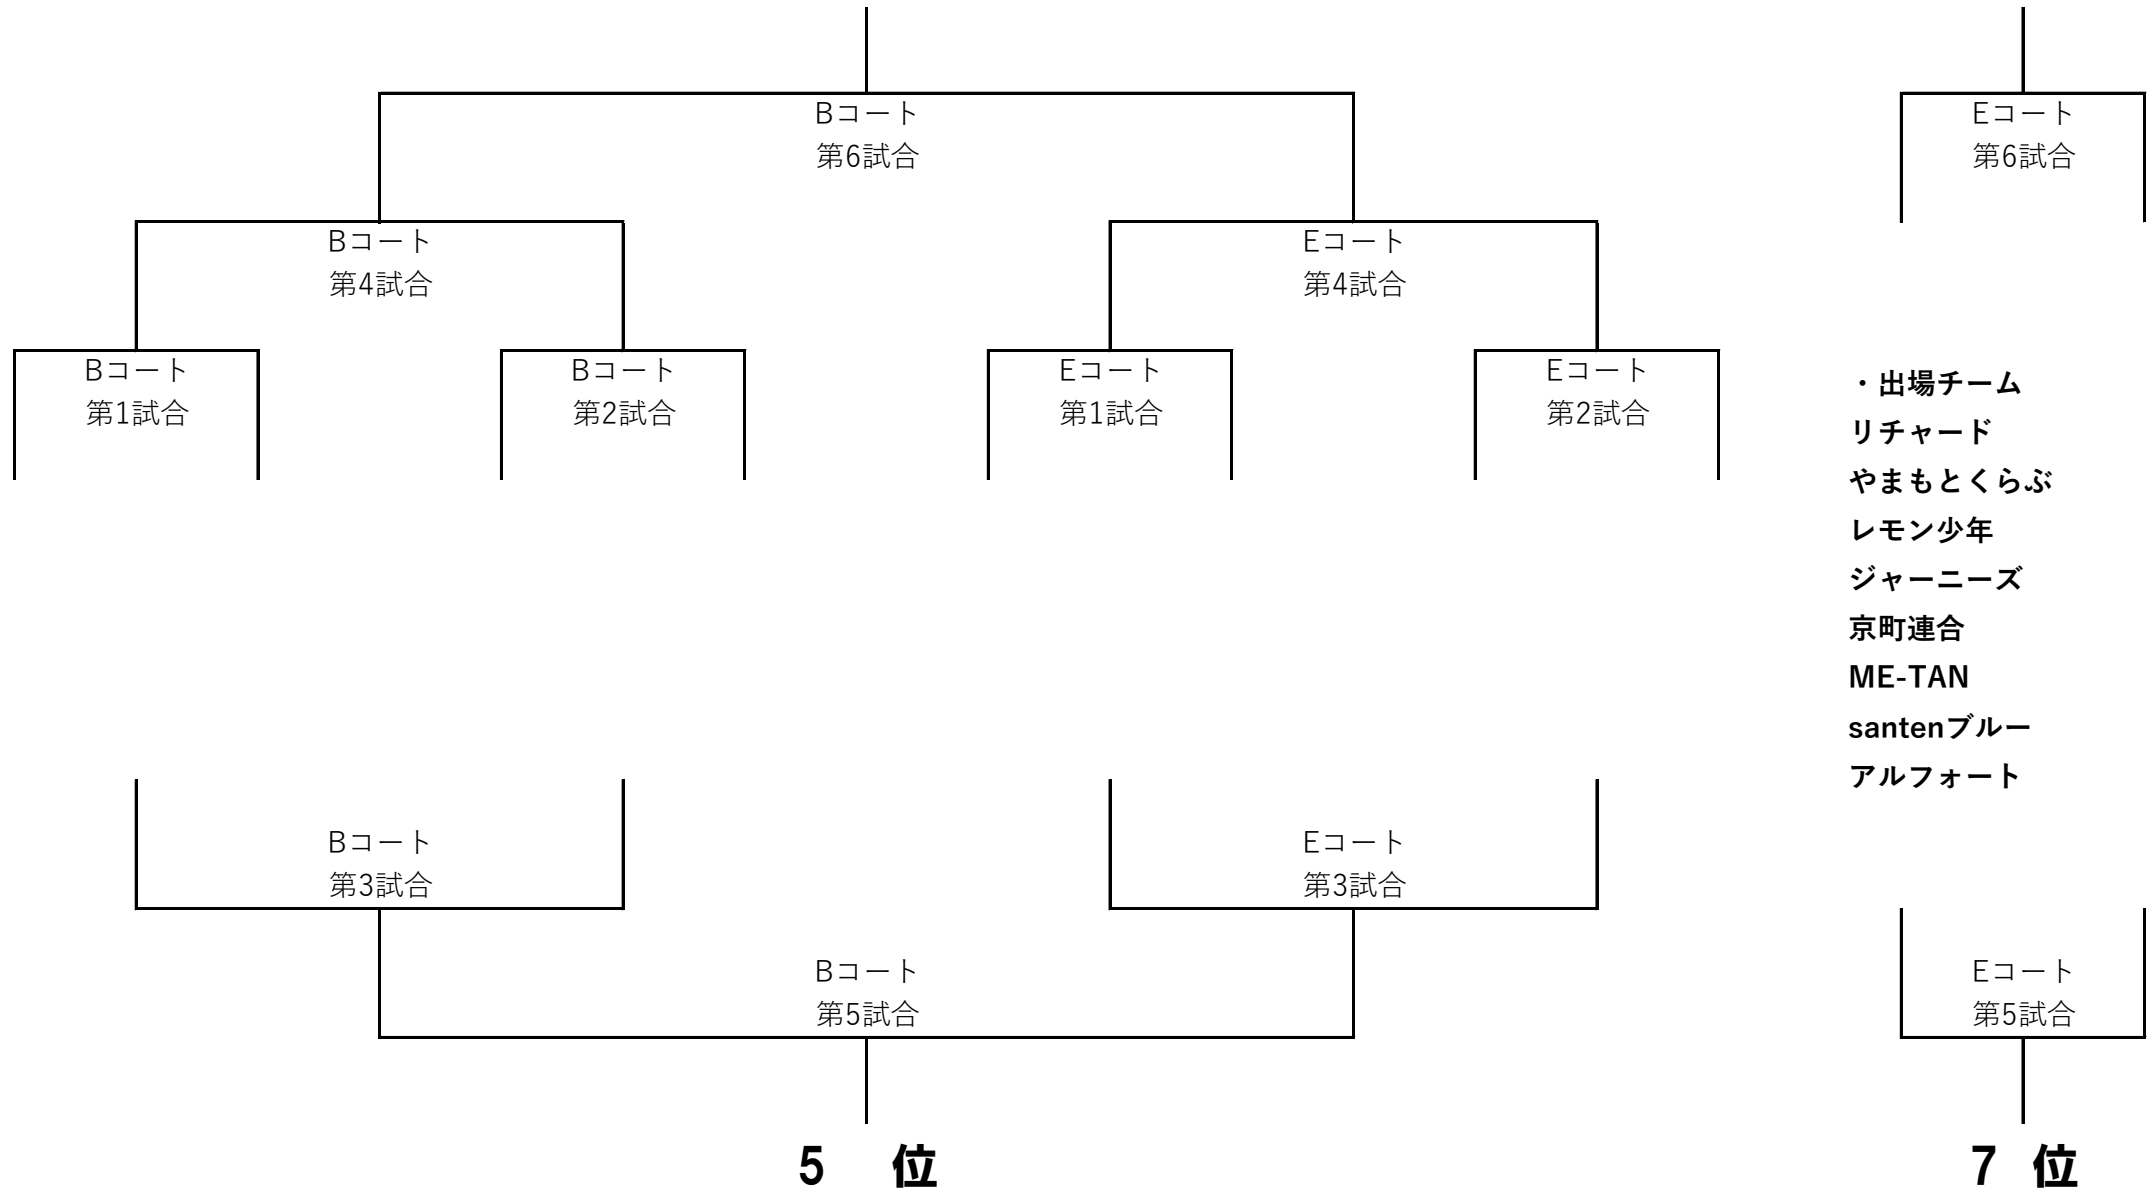 Bコート
第6試合
Eコート
第6試合
Bコート
第4試合
Eコート
第4試合
Bコート
第1試合
Bコート
第2試合
Eコート
第1試合
Eコート
第2試合
・出場チーム
リチャード
やまもとくらぶ
レモン少年
ジャーニーズ
京町連合
ME-TAN
santenブルー
アルフォート
Bコート
第3試合
Eコート
第3試合
Bコート
第5試合
Eコート
第5試合
5 位
7 位